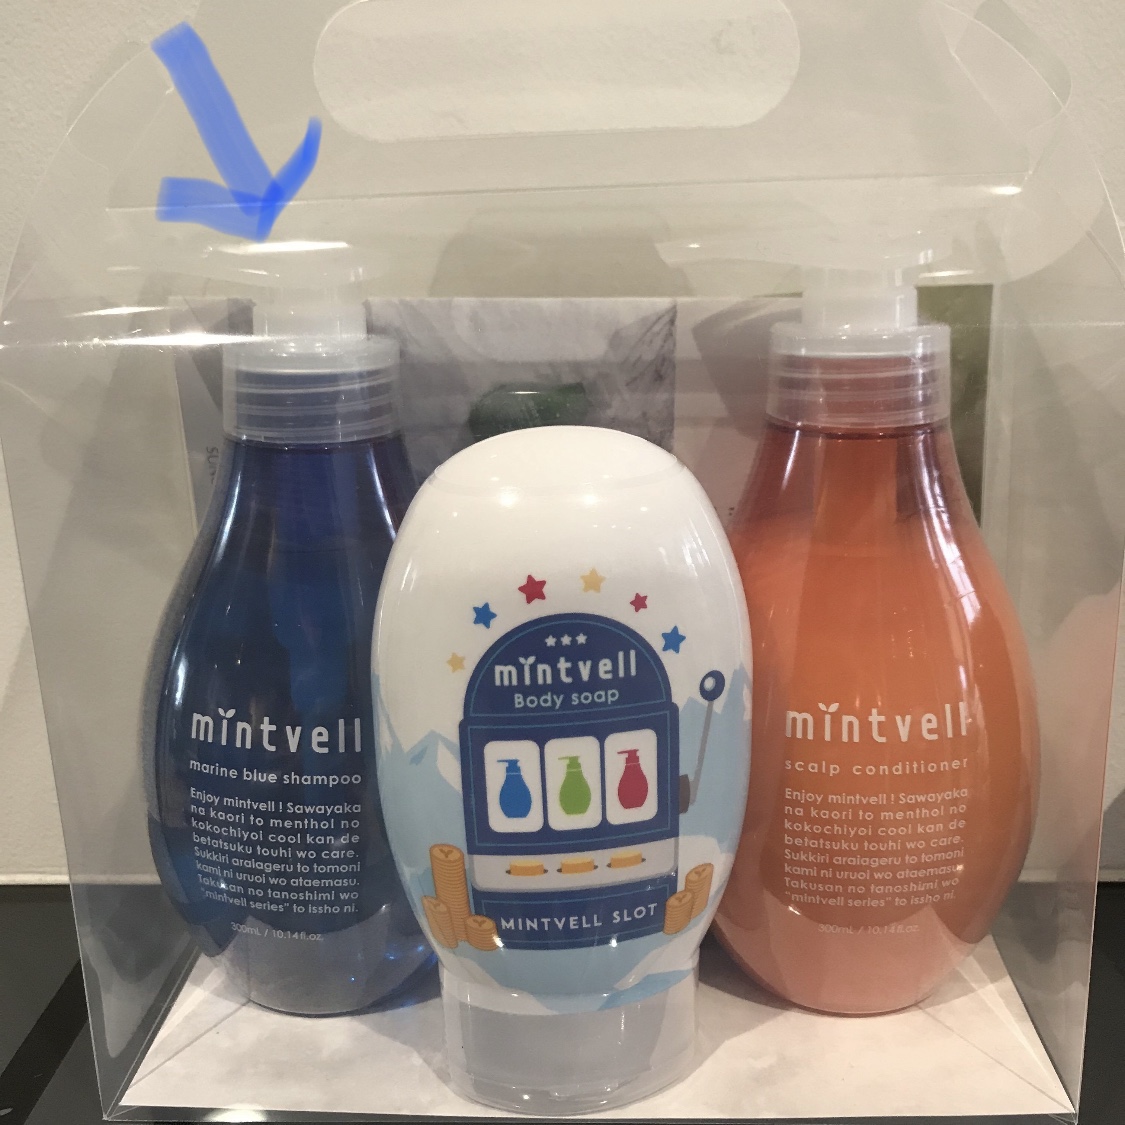 mintvell
marine blue shampoo
Enjoy mintvell ! Sawayaka
na kaori to menthol no
kokochiyoi cool kan de
betatsuku touhi wo care.
Sukkiri araiageru to tomoni
kami ni uruoi wo ataemasu.
Takusan no tanoshimi wo
"mintvell series" to issho ni.
300mL / 10.14fl.oz.
mintvell
Body soap
MINTVELL SLOT
mintvell
scalp conditioner
Enjoy mintvell ! Sawayaka
na kaori to menthol no
kokochiyoi cool kan de
betatsuku touhi wo care.
Sukkiri araiageru to tomoni
kami ni uruoi wo ataemasu.
Takusan no tanoshimi wo
"mintvell series" to issho ni.
300mL / 10.14fl.oz.